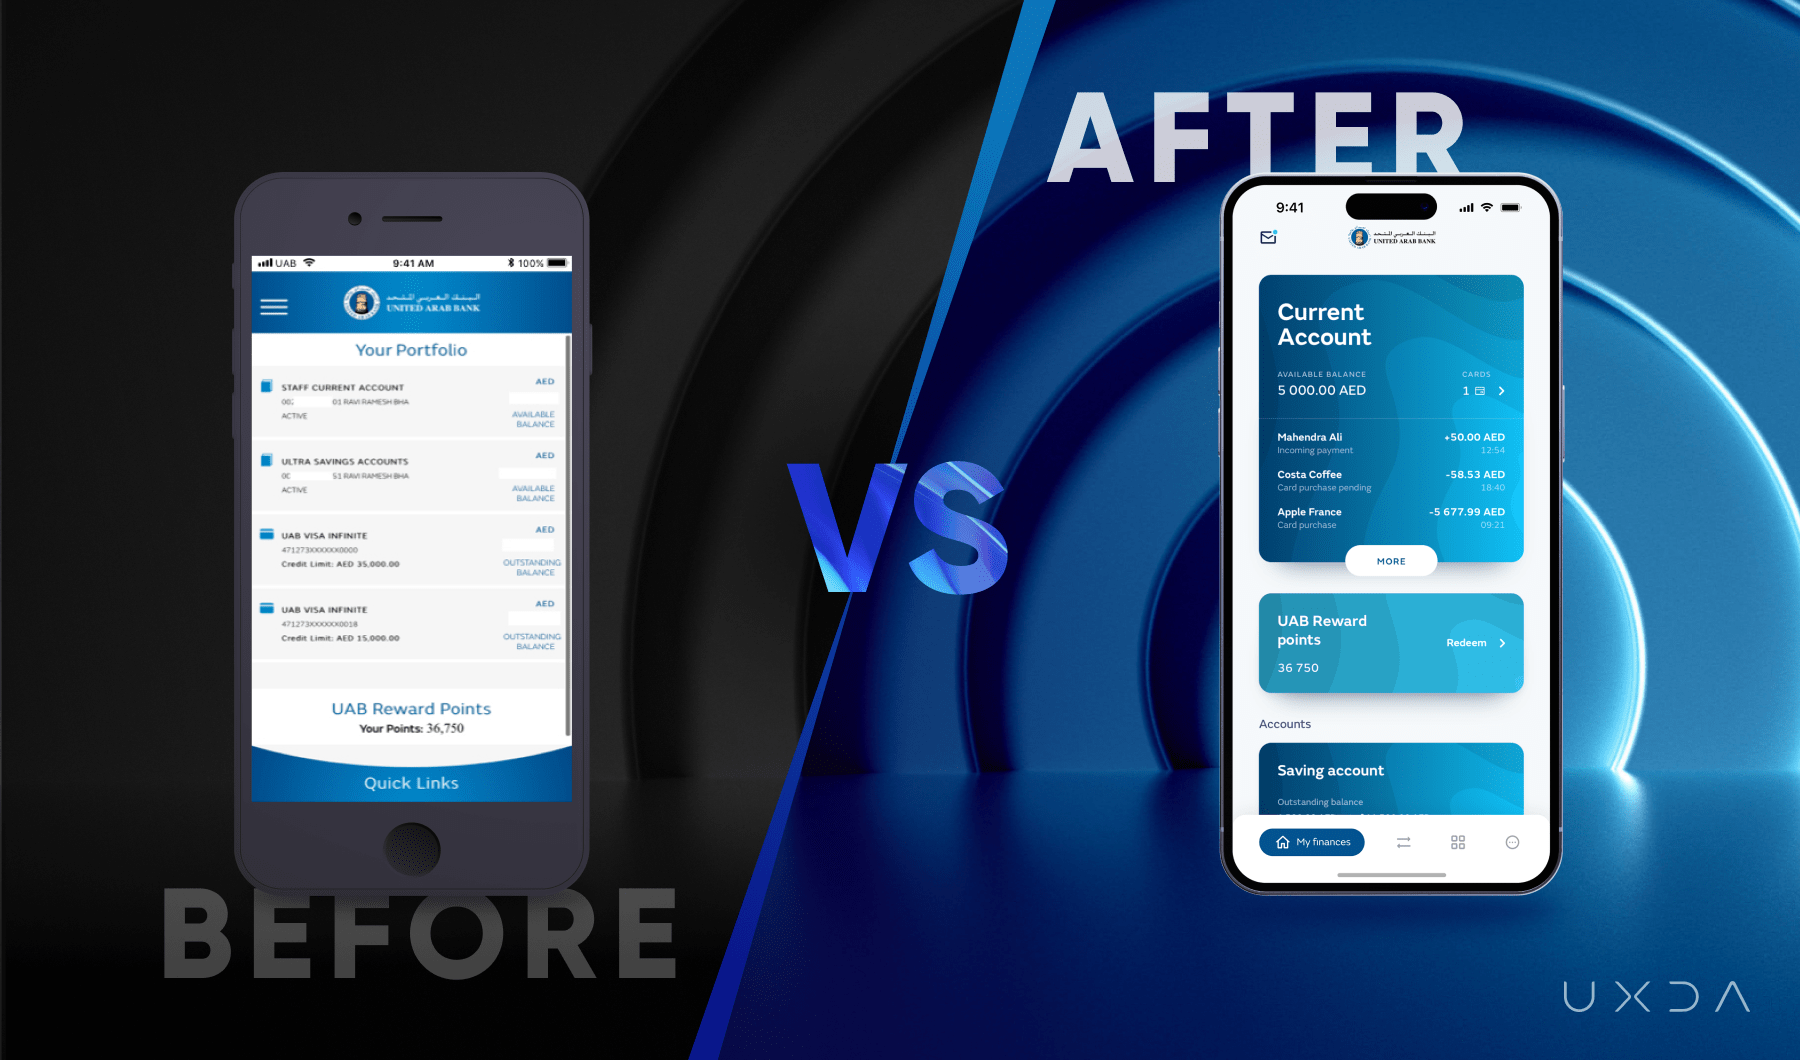 BEFORE
UAB
9:41 AM
100%
البنك العربي المتحد
UNITED ARAB BANK
Your Portfolio
STAFF CURRENT ACCOUNT
AED
01 RAVI RAMESH BHA
ACTIVE
AVAILABLE
BALANCE
ULTRA SAVINGS ACCOUNTS
AED
51 RAVI RAMESH BHA
ACTIVE
AVAILABLE
BALANCE
UAB VISA INFINITE
AED
471273XXXXXX0000
Credit Limit: AED 35,000.00
OUTSTANDING
BALANCE
UAB VISA INFINITE
AED
471273XXXXXX0018
Credit Limit: AED 15,000.00
OUTSTANDING
BALANCE
UAB Reward Points
Your Points: 36,750
Quick Links
VS
AFTER
9:41
البنك العربي المتحد
UNITED ARAB BANK
Current
Account
AVAILABLE BALANCE
CARDS
5 000.00 AED
1
Mahendra Ali
+50.00 AED
Incoming payment
12:54
Costa Coffee
-58.53 AED
Card purchase pending
18:40
Apple France
-5 677.99 AED
Card purchase
09:21
MORE
UAB Reward
points
Redeem
36 750
Accounts
Saving account
Outstanding balance
My finances
UXDA